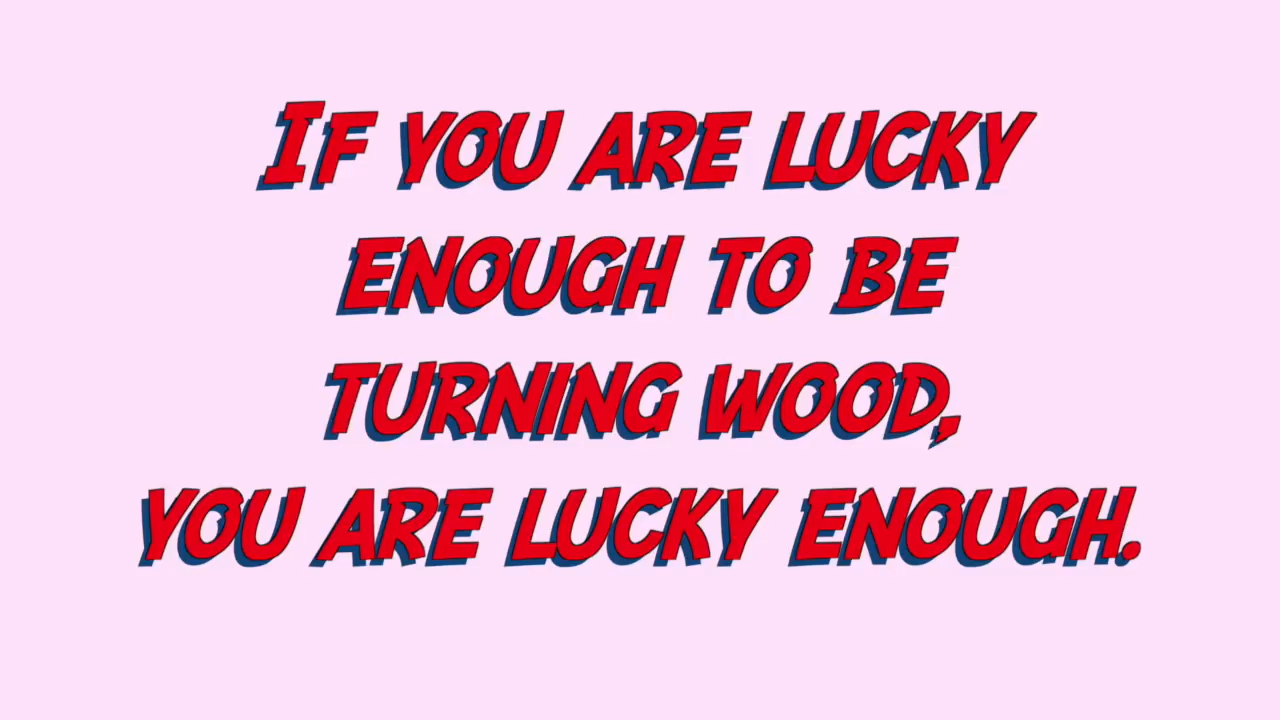 If you are lucky
enough to be
turning wood,
you are lucky enough.